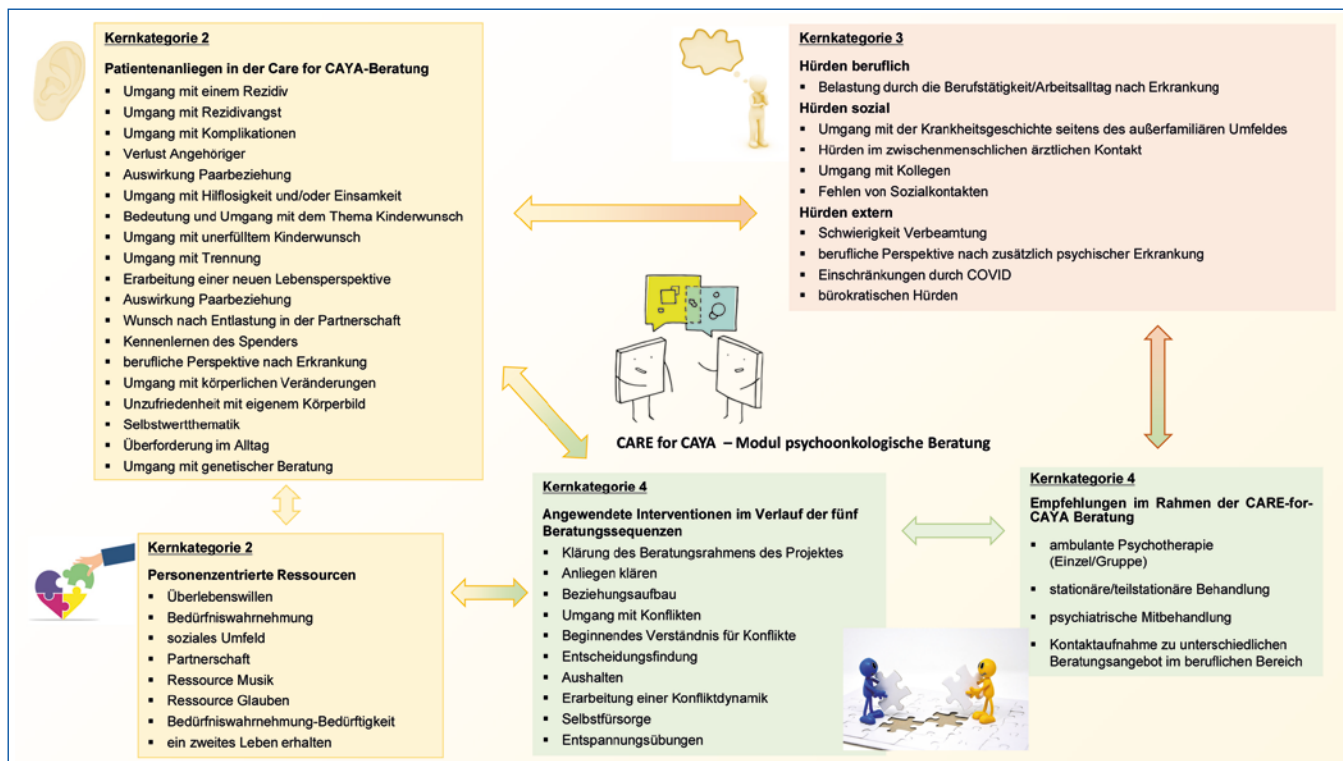 Kernkategorie 2
Patientenanliegen in der Care for CAYA-Beratung
▪ Umgang mit einem Rezidiv
▪ Umgang mit Rezidivangst
▪ Umgang mit Komplikationen
▪ Verlust Angehöriger
▪ Auswirkung Paarbeziehung
▪ Umgang mit Hilflosigkeit und/oder Einsamkeit
▪ Bedeutung und Umgang mit dem Thema Kinderwunsch
▪ Umgang mit unerfülltem Kinderwunsch
▪ Umgang mit Trennung
▪ Erarbeitung einer neuen Lebensperspektive
▪ Auswirkung Paarbeziehung
▪ Wunsch nach Entlastung in der Partnerschaft
▪ Kennenlernen des Spenders
▪ berufliche Perspektive nach Erkrankung
▪ Umgang mit körperlichen Veränderungen
▪ Unzufriedenheit mit eigenem Körperbild
▪ Selbstwertthematik
▪ Überforderung im Alltag
▪ Umgang mit genetischer Beratung
Kernkategorie 3
Hürden beruflich
▪ Belastung durch die Berufstätigkeit/Arbeitsalltag nach Erkrankung
Hürden sozial
▪ Umgang mit der Krankheitsgeschichte seitens des außerfamiliären Umfeldes
▪ Hürden im zwischenmenschlichen ärztlichen Kontakt
▪ Umgang mit Kollegen
▪ Fehlen von Sozialkontakten
Hürden extern
▪ Schwierigkeit Verbeamtung
▪ berufliche Perspektive nach zusätzlich psychischer Erkrankung
▪ Einschränkungen durch COVID
▪ bürokratischen Hürden
CARE for CAYA – Modul psychoonkologische Beratung
Kernkategorie 2
Personenzentrierte Ressourcen
▪ Überlebenswillen
▪ Bedürfniswahrnehmung
▪ soziales Umfeld
▪ Partnerschaft
▪ Ressource Musik
▪ Ressource Glauben
▪ Bedürfniswahrnehmung-Bedürftigkeit
▪ ein zweites Leben erhalten
Kernkategorie 4
Angewendete Interventionen im Verlauf der fünf
Beratungssequenzen
▪ Klärung des Beratungsrahmens des Projektes
▪ Anliegen klären
▪ Beziehungsaufbau
▪ Umgang mit Konflikten
▪ Beginnendes Verständnis für Konflikte
▪ Entscheidungsfindung
▪ Aushalten
▪ Erarbeitung einer Konfliktdynamik
▪ Selbstfürsorge
▪ Entspannungsübungen
Kernkategorie 4
Empfehlungen im Rahmen der CARE-for-
CAYA Beratung
▪ ambulante Psychotherapie
(Einzel/Gruppe)
▪ stationäre/teilstationäre Behandlung
▪ psychiatrische Mitbehandlung
▪ Kontaktaufnahme zu unterschiedlichen
Beratungsangebot im beruflichen Bereich